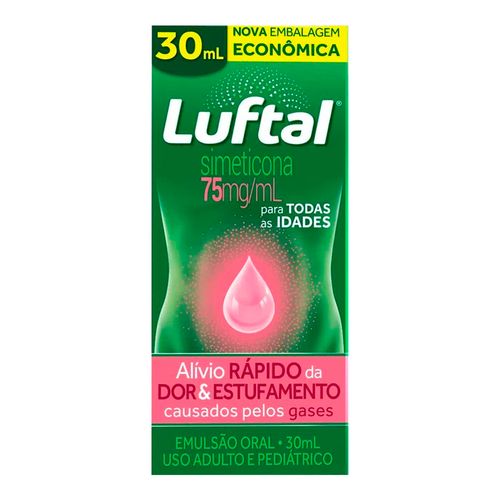 30mL
NOVA EMBALAGEM
ECONÔMICA
Luftal®
simeticona
75mg/mL
para TODAS
as IDADES
Alívio RÁPIDO da
DOR & ESTUFAMENTO
causados pelos gases
EMULSÃO ORAL • 30mL
USO ADULTO E PEDIÁTRICO